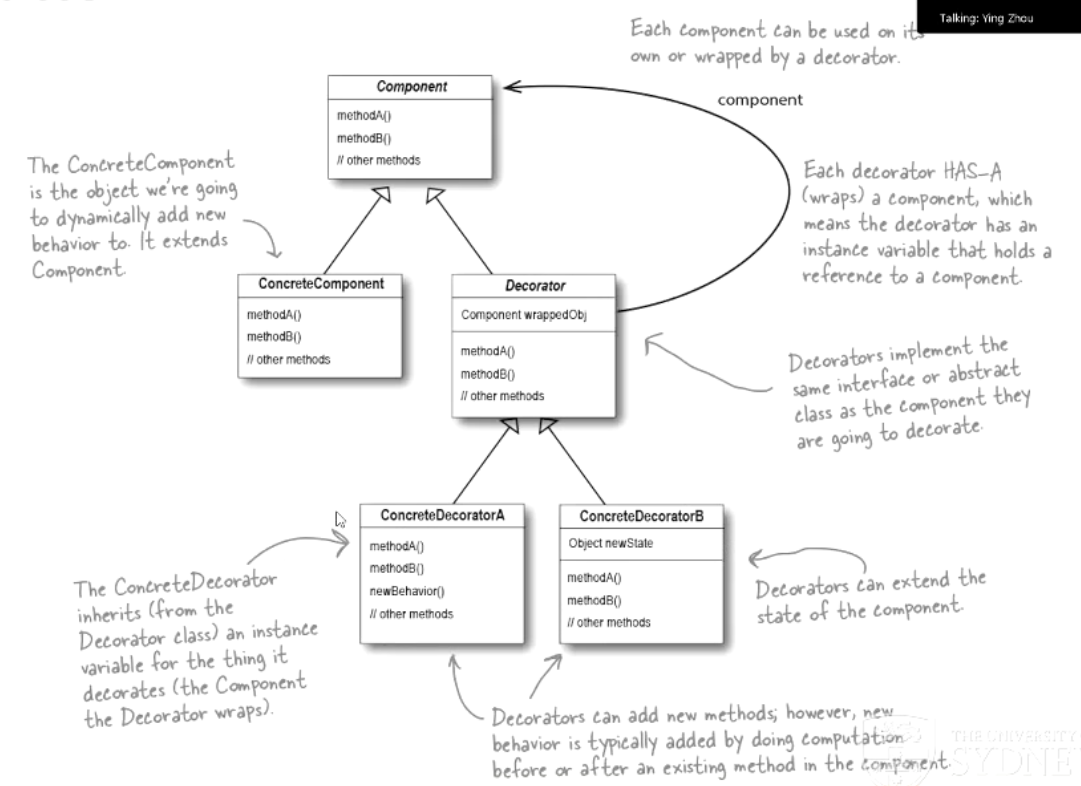 Talking: Ying Zhou
Each component can be used on its
own or wrapped by a decorator.
component
Component
methodA()
methodB()
// other methods
The ConcreteComponent
is the object we're going
to dynamically add new
behavior to. It extends
Component.
Each decorator HAS-A
(wraps) a component, which
means the decorator has an
instance variable that holds a
reference to a component.
ConcreteComponent
methodA()
methodB()
// other methods
Decorator
Component wrappedObj
methodA()
methodB()
// other methods
Decorators implement the
same interface or abstract
class as the component they
are going to decorate.
ConcreteDecoratorA
methodA()
methodB()
newBehavior()
// other methods
ConcreteDecoratorB
Object newState
methodA()
methodB()
// other methods
The ConcreteDecorator
inherits (from the
Decorator class) an instance
variable for the thing it
decorates (the Component
the Decorator wraps).
Decorators can extend the
state of the component.
Decorators can add new methods; however, new
behavior is typically added by doing computation
before or after an existing method in the component.
THE UNIVERSITY
SYDNE